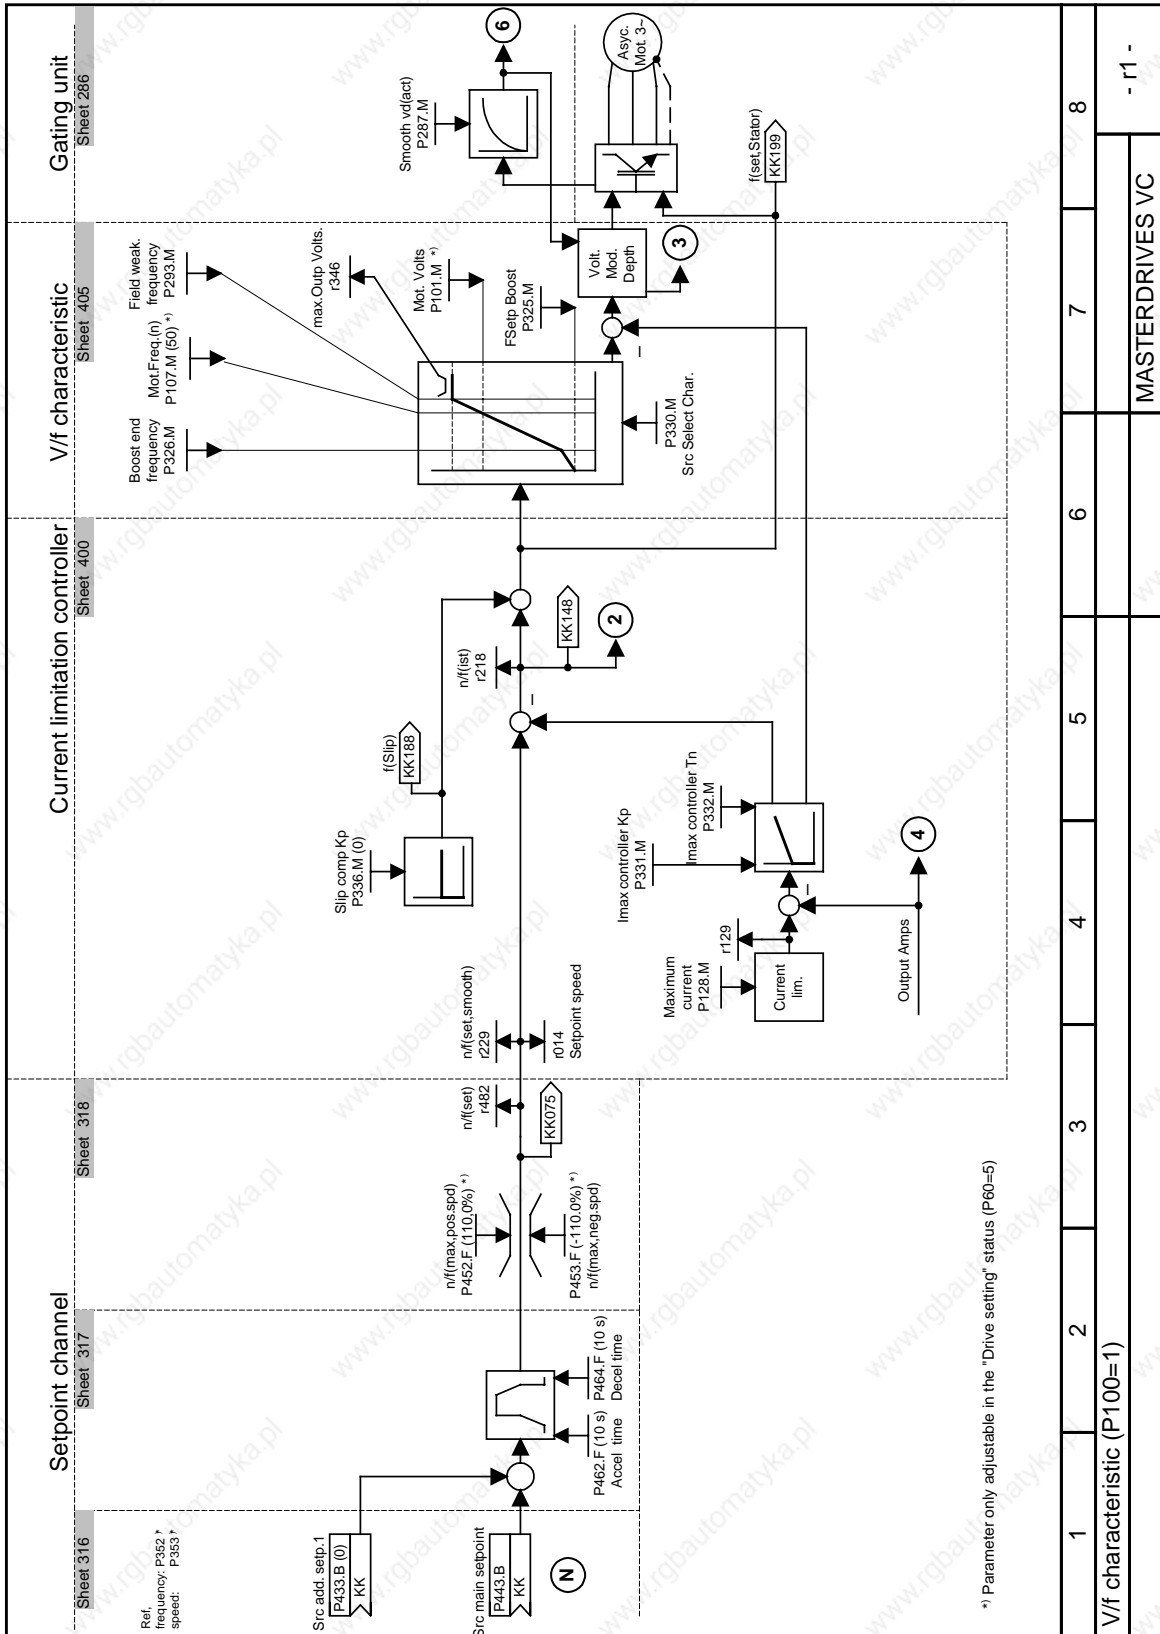 Setpoint channel
Current limitation controller
V/f characteristic
Gating unit
Sheet 316
Sheet 317
Sheet 318
Sheet 400
Sheet 405
Sheet 286
Ref,
frequency: P352 *)
speed: P353 *)
Src add. setp.1
P433.B (0)
KK
Src main setpoint
P443.B
KK
N
P462.F (10 s)
Accel time
P464.F (10 s)
Decel time
n/f(max,pos.spd)
P452.F (110,0%) *)
P453.F (-110.0%) *)
n/f(max,neg.spd)
n/f(set)
r482
KK075
n/f(set,smooth)
r229
r014
Setpoint speed
Slip comp Kp
P336.M (0)
f(Slip)
KK188
n/f(ist)
r218
KK148
2
Maximum
current
P128.M
r129
Current
lim.
Output Amps
4
Imax controller Kp
P331.M
Imax controller Tn
P332.M
Boost end
frequency
P326.M
Mot.Freq.(n)
P107.M (50) *)
Field weak.
frequency
P293.M
max.Outp Volts.
r346
Mot. Volts
P101.M *)
FSetp Boost
P325.M
P330.M
Src Select Char.
Volt.
Mod.
Depth
3
Smooth vd(act)
P287.M
6
Asyc.
Mot. 3~
f(set,Stator)
KK199
*) Parameter only adjustable in the "Drive setting" status (P60=5)
1
2
3
4
5
6
7
8
V/f characteristic (P100=1)
MASTERDRIVES VC
- r1 -
www.rgbautomatyka.pl